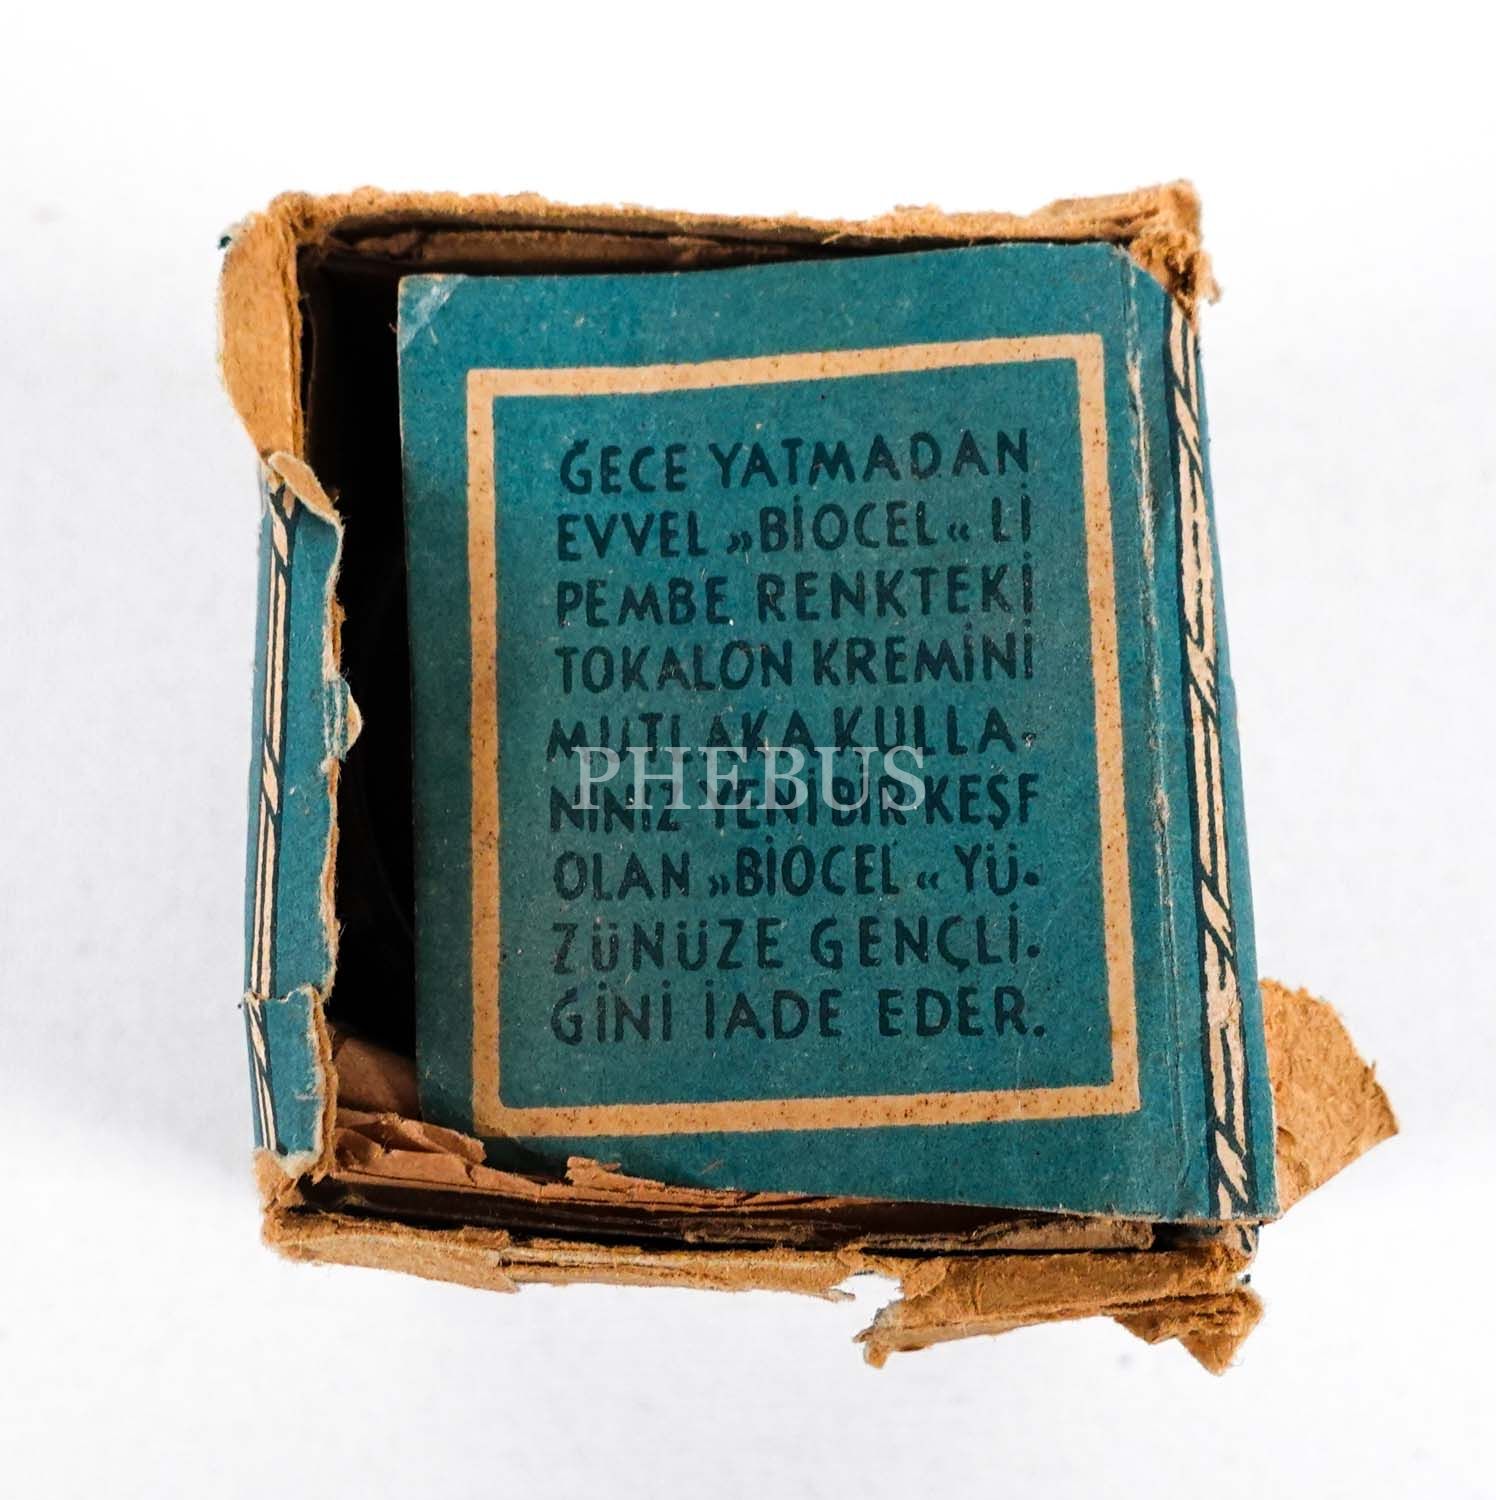 ĞECE YATMADAN
EVVEL »BİOCEL« Lİ
PEMBE RENKTEKİ
TOKALON KREMİNİ
MUTLAKA KULLA-
NINIZ YENİ BİR KEŞF
OLAN »BİOCEL« YÜ-
ZÜNÜZE GENÇLİ-
GİNİ İADE EDER.
PHEBUS